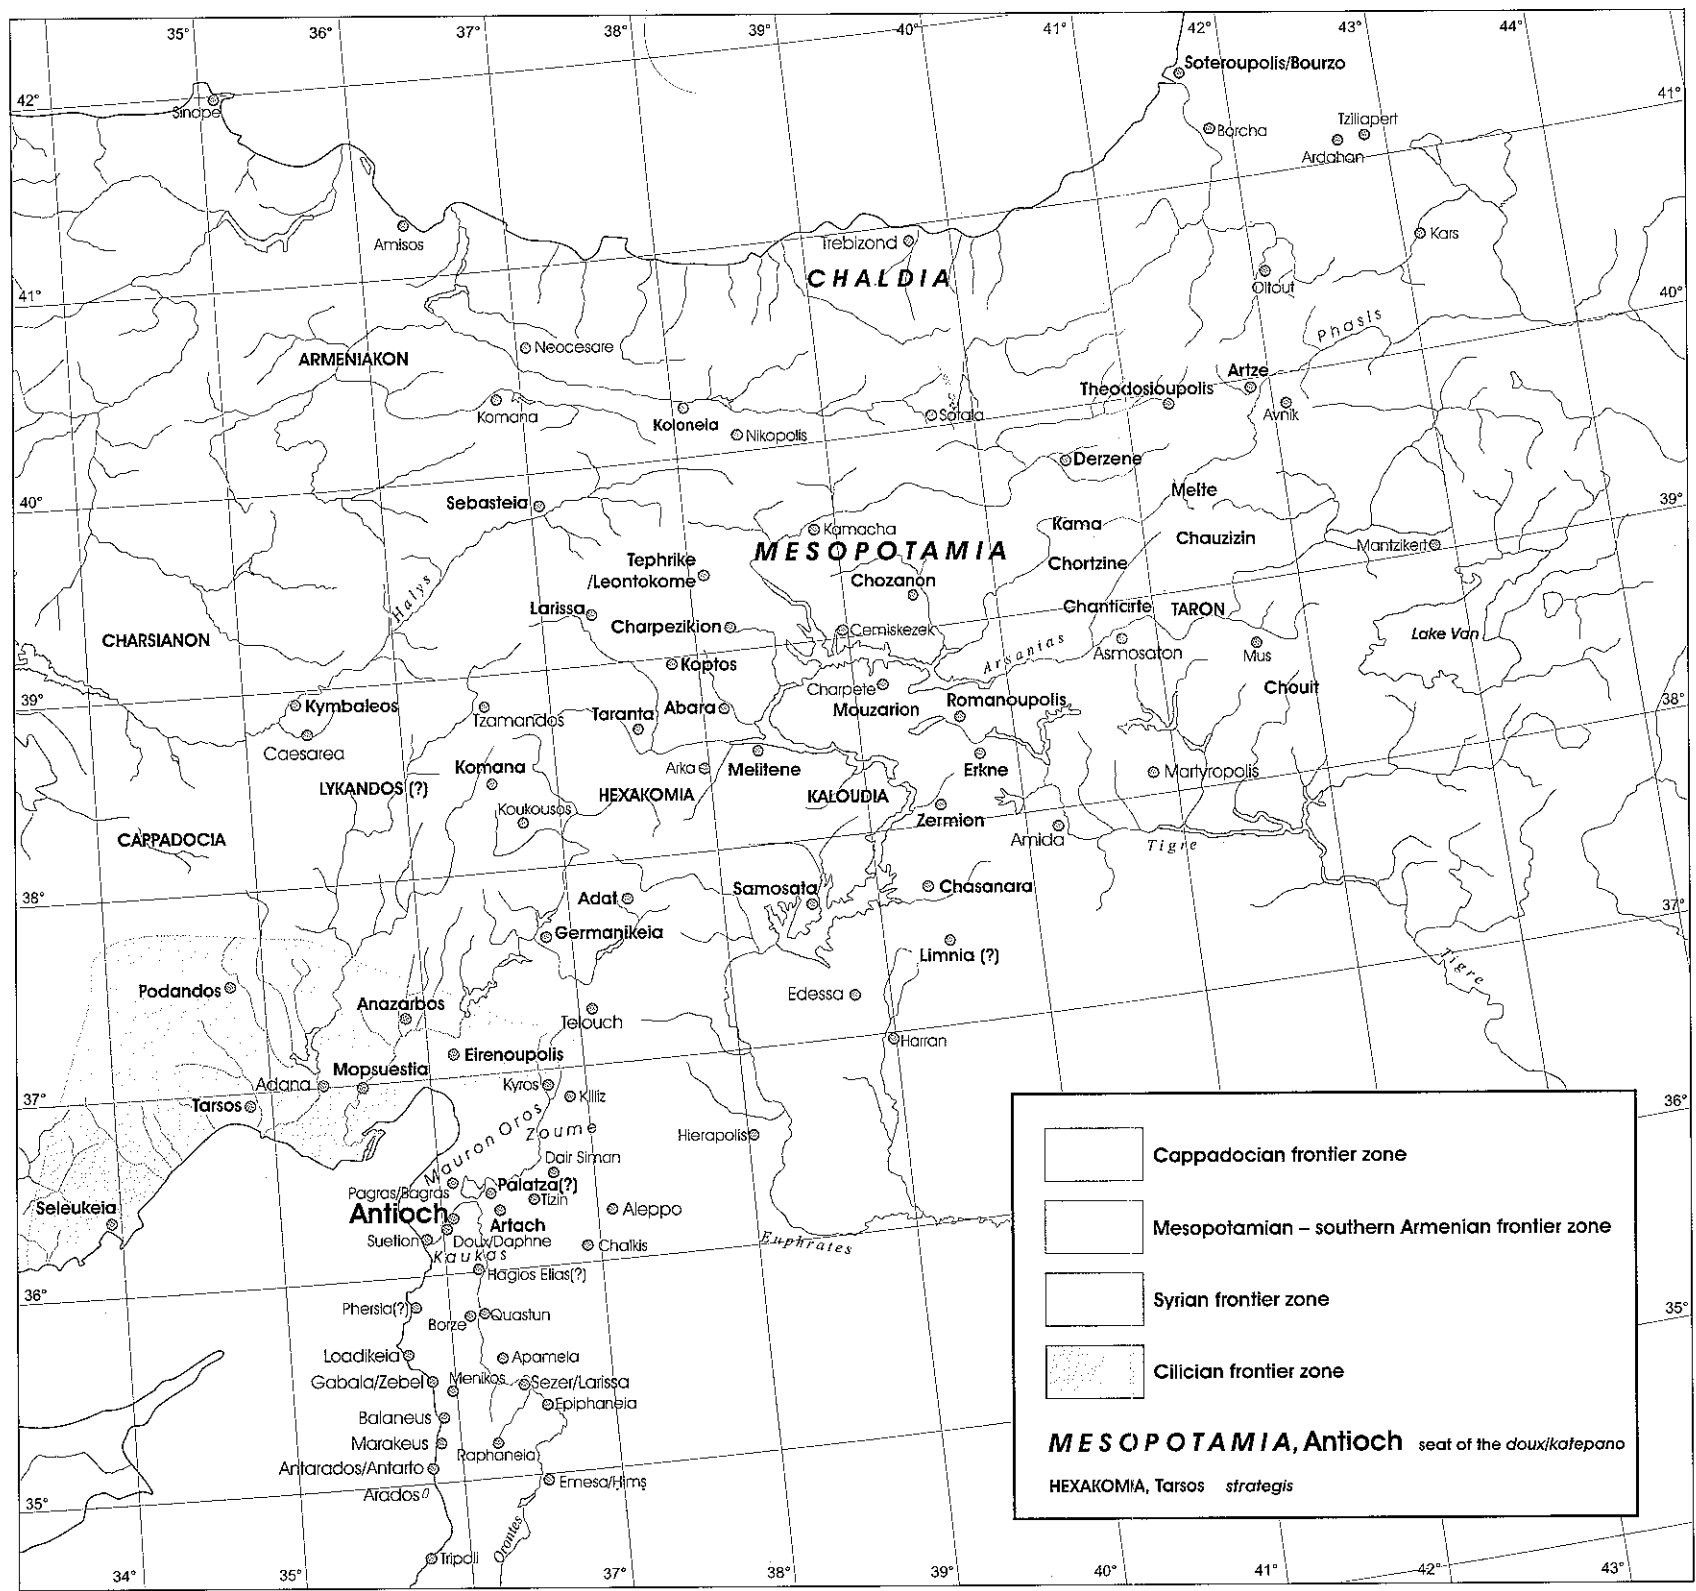 35° 36° 37° 38° 40° 41° 42° 43° 44°
Soteroupolis/Bourzo
42°
41°
Sinope
Borcha
Tziliapert
Ardahan
Amisos
Trebizond
Kars
CHALDIA
Oltout
41°
40°
Phasis
Neocesare
ARMENIAKON
Artze
Theodosioupolis
Avnik
Komana
Koloneia
Nikopolis
Satala
Derzene
Melte
Sebasteia
40°
39°
Kamacha
Kama
Chauzizin
Mantzikert
MESOPOTAMIA
Tephrike
/Leontokome
Chozanon
Chortzine
Halys
Larissa
Charpezikion
Chanticirte
TARON
CHARSIANON
Cemiskezek
Lake Van
Koptos
Arsanias
Asmosaton
Mus
Charpete
Chouit
39°
38°
Kymbaleos
Tzamandos
Taranta
Abara
Mouzarion
Romanoupolis
Caesarea
Komana
Arka
Melitene
Erkne
Martyropolis
LYKANDOS (?)
HEXAKOMIA
KALOUDIA
Koukousos
Zermion
CAPPADOCIA
Amida
Tigre
38°
37°
Adat
Samosata
Chasanara
Germanikeia
Limnia (?)
Tigre
Podandos
Anazarbos
Edessa
Telouch
Harran
Eirenoupolis
Mopsuestia
Adana
Kyros
Killiz
37°
36°
Tarsos
Mauron Oros
Zoume
Hierapolis
Dair Siman
Pagras/Bagras
Palatza(?)
Tizin
Seleukeia
Antioch
Artach
Aleppo
Suetion
Doux/Daphne
Chalkis
Kaukas
Euphrates
Hagios Elias(?)
36°
35°
Phersia(?)
Borze
Quastun
Loadikeia
Apamela
Gabala/Zebel
Menikos
Sezer/Larissa
Epiphaneia
Balaneus
Marakeus
Raphaneia
Antarados/Antarto
Emesa/Hims
Arados
35°
Orontes
Tripoli
34° 35° 37° 38° 39° 40° 41° 42° 43°
Cappadocian frontier zone
Mesopotamian – southern Armenian frontier zone
Syrian frontier zone
Cilician frontier zone
MESOPOTAMIA, Antioch seat of the doux/katepano
HEXAKOMIA, Tarsos strategis